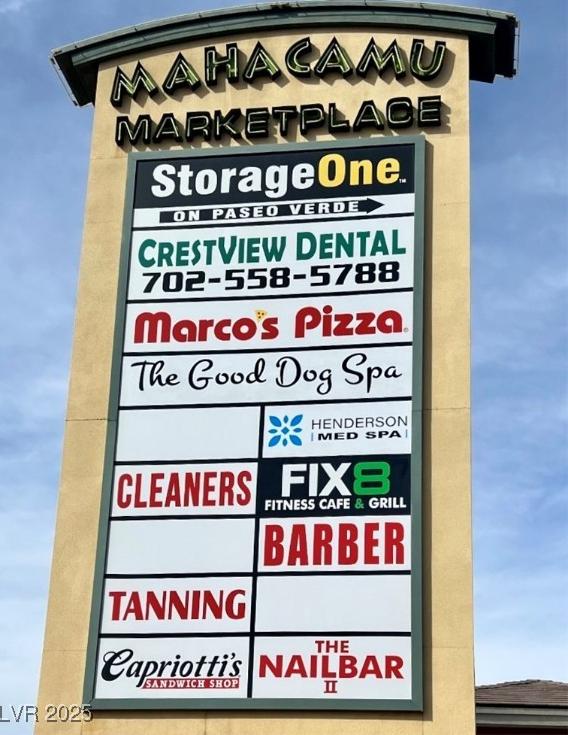 MAHACAMU
MARKETPLACE
StorageOne™
ON PASEO VERDE
CRESTVIEW DENTAL
702-558-5788
Marco's Pizza®
The Good Dog Spa
HENDERSON
MED SPA
CLEANERS
FIX8
FITNESS CAFE & GRILL
BARBER
TANNING
Capriotti's
SANDWICH SHOP
THE
NAILBAR
II
LVR 2025